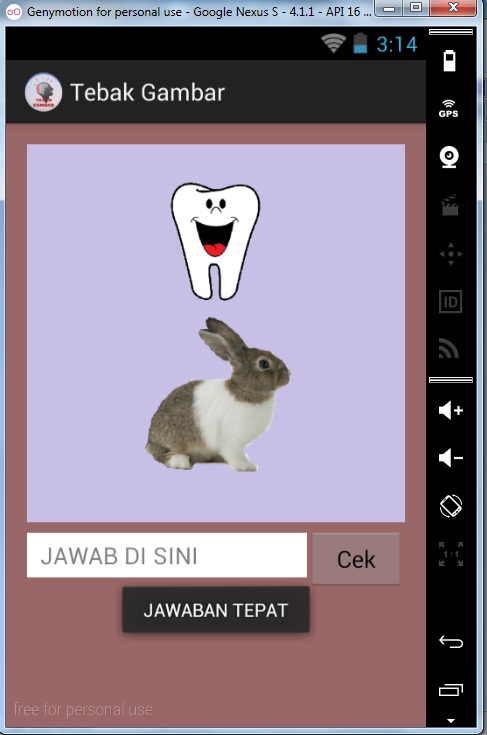 Genymotion for personal use - Google Nexus S - 4.1.1 - API 16 ...
3:14
Tebak Gambar
GPS
ID
JAWAB DI SINI
Cek
1:1
JAWABAN TEPAT
free for personal use